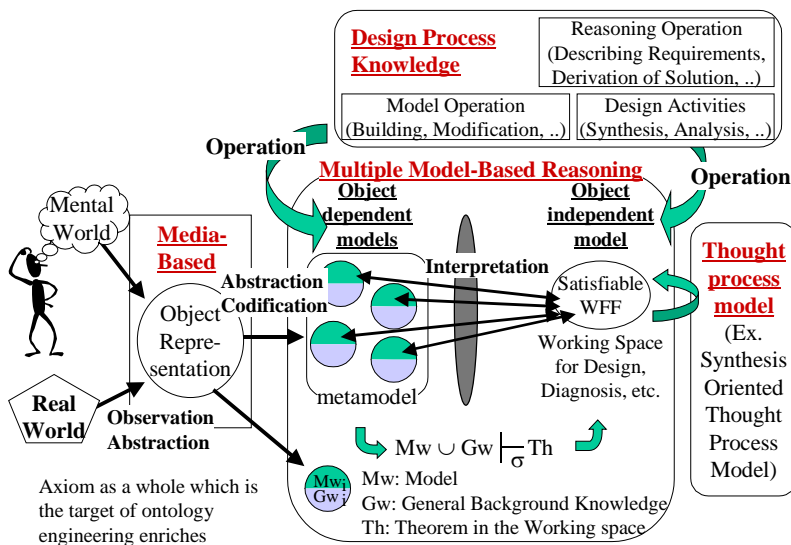 Design Process
Knowledge
Reasoning Operation
(Describing Requirements,
Derivation of Solution, ..)
Model Operation
(Building, Modification, ..)
Design Activities
(Synthesis, Analysis, ..)
Operation
Operation
Multiple Model-Based Reasoning
Mental
World
Media-
Based
Object
dependent
models
Object
independent
model
Thought
process
model
(Ex.
Synthesis
Oriented
Thought
Process
Model)
Abstraction
Codification
Interpretation
Object
Repre-
sentation
Satisfiable
WFF
Working Space
for Design,
Diagnosis, etc.
metamodel
Real
World
Observation
Abstraction
Mw ∪ Gw ├σ Th
Mwi
Gwi
Mw: Model
Gw: General Background Knowledge
Th: Theorem in the Working space
Axiom as a whole which is
the target of ontology
engineering enriches